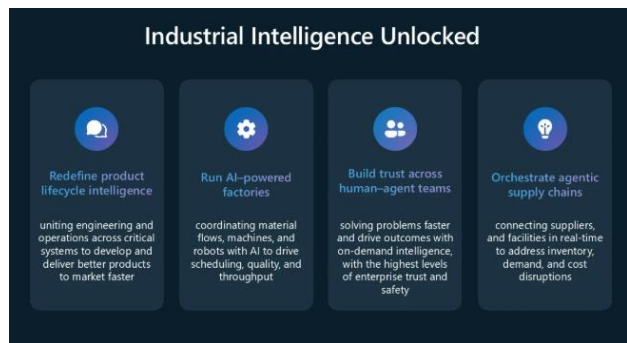 Industrial Intelligence Unlocked
Redefine product
lifecycle intelligence
uniting engineering and
operations across critical
systems to develop and
deliver better products
to market faster
Run AI–powered
factories
coordinating material
flows, machines, and
robots with AI to drive
scheduling, quality, and
throughput
Build trust across
human–agent teams
solving problems faster
and drive outcomes with
on-demand intelligence,
with the highest levels
of enterprise trust and
safety
Orchestrate agentic
supply chains
connecting suppliers,
and facilities in real-time
to address inventory,
demand, and cost
disruptions